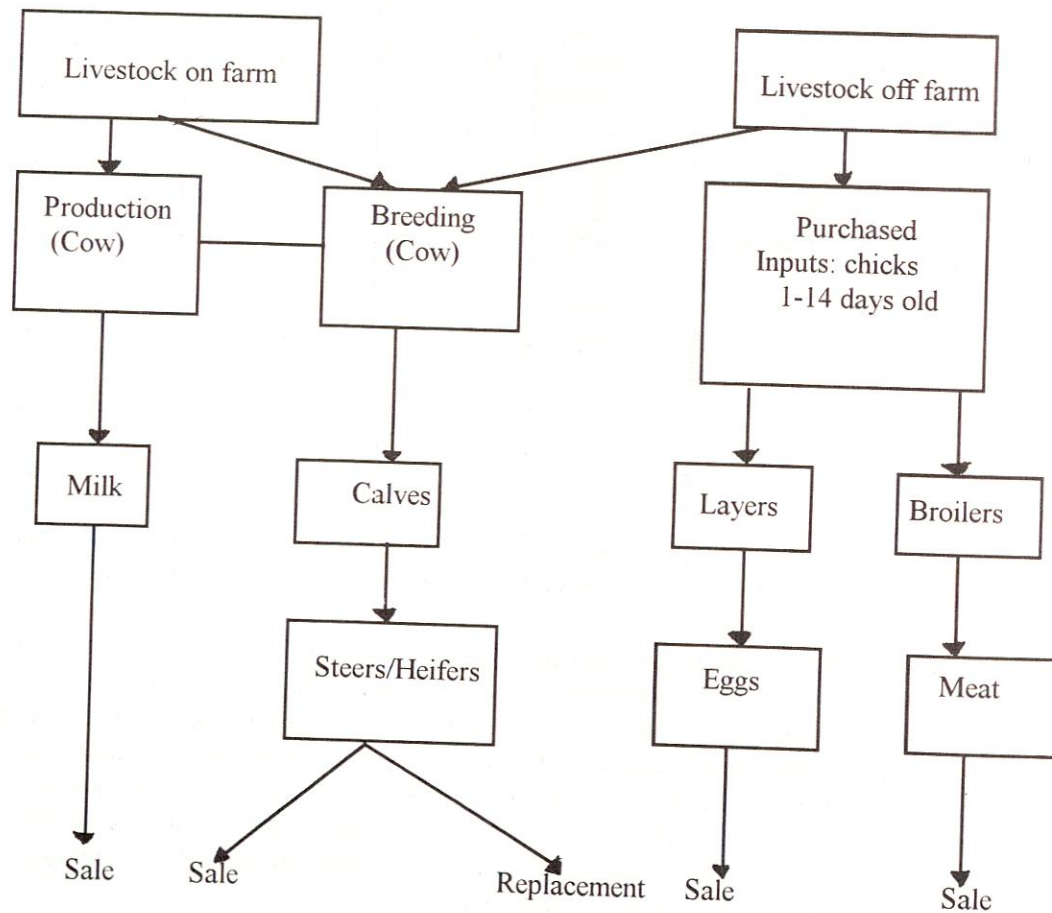 Livestock on farm
Livestock off farm
Production
(Cow)
Breeding
(Cow)
Purchased
Inputs: chicks
1-14 days old
Milk
Calves
Layers
Broilers
Steers/Heifers
Eggs
Meat
Sale
Sale
Replacement
Sale
Sale